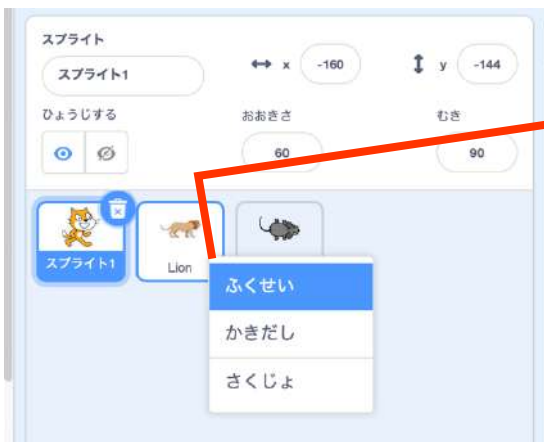 スプライト
スプライト1
x -160
y -144
ひょうじする
おおきさ
むき
60
90
スプライト1
Lion
ふくせい
かきだし
さくじょ